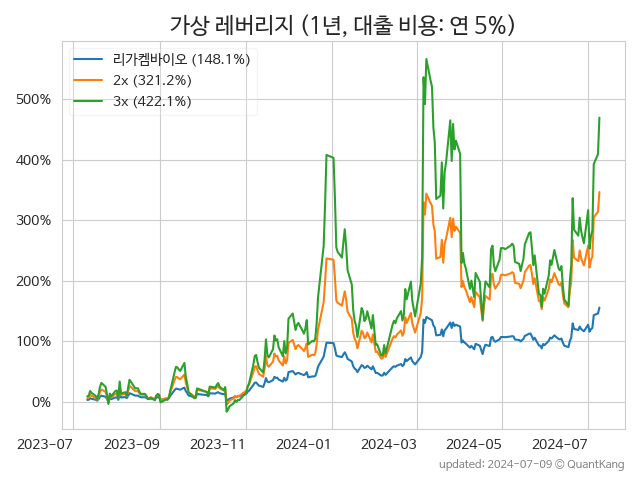 가상 레버리지 (1년, 대출 비용: 연 5%)
리가켐바이오 (148.1%)
2x (321.2%)
3x (422.1%)
500%
400%
300%
200%
100%
0%
2023-07 2023-09 2023-11 2024-01 2024-03 2024-05 2024-07
updated: 2024-07-09 © QuantKang